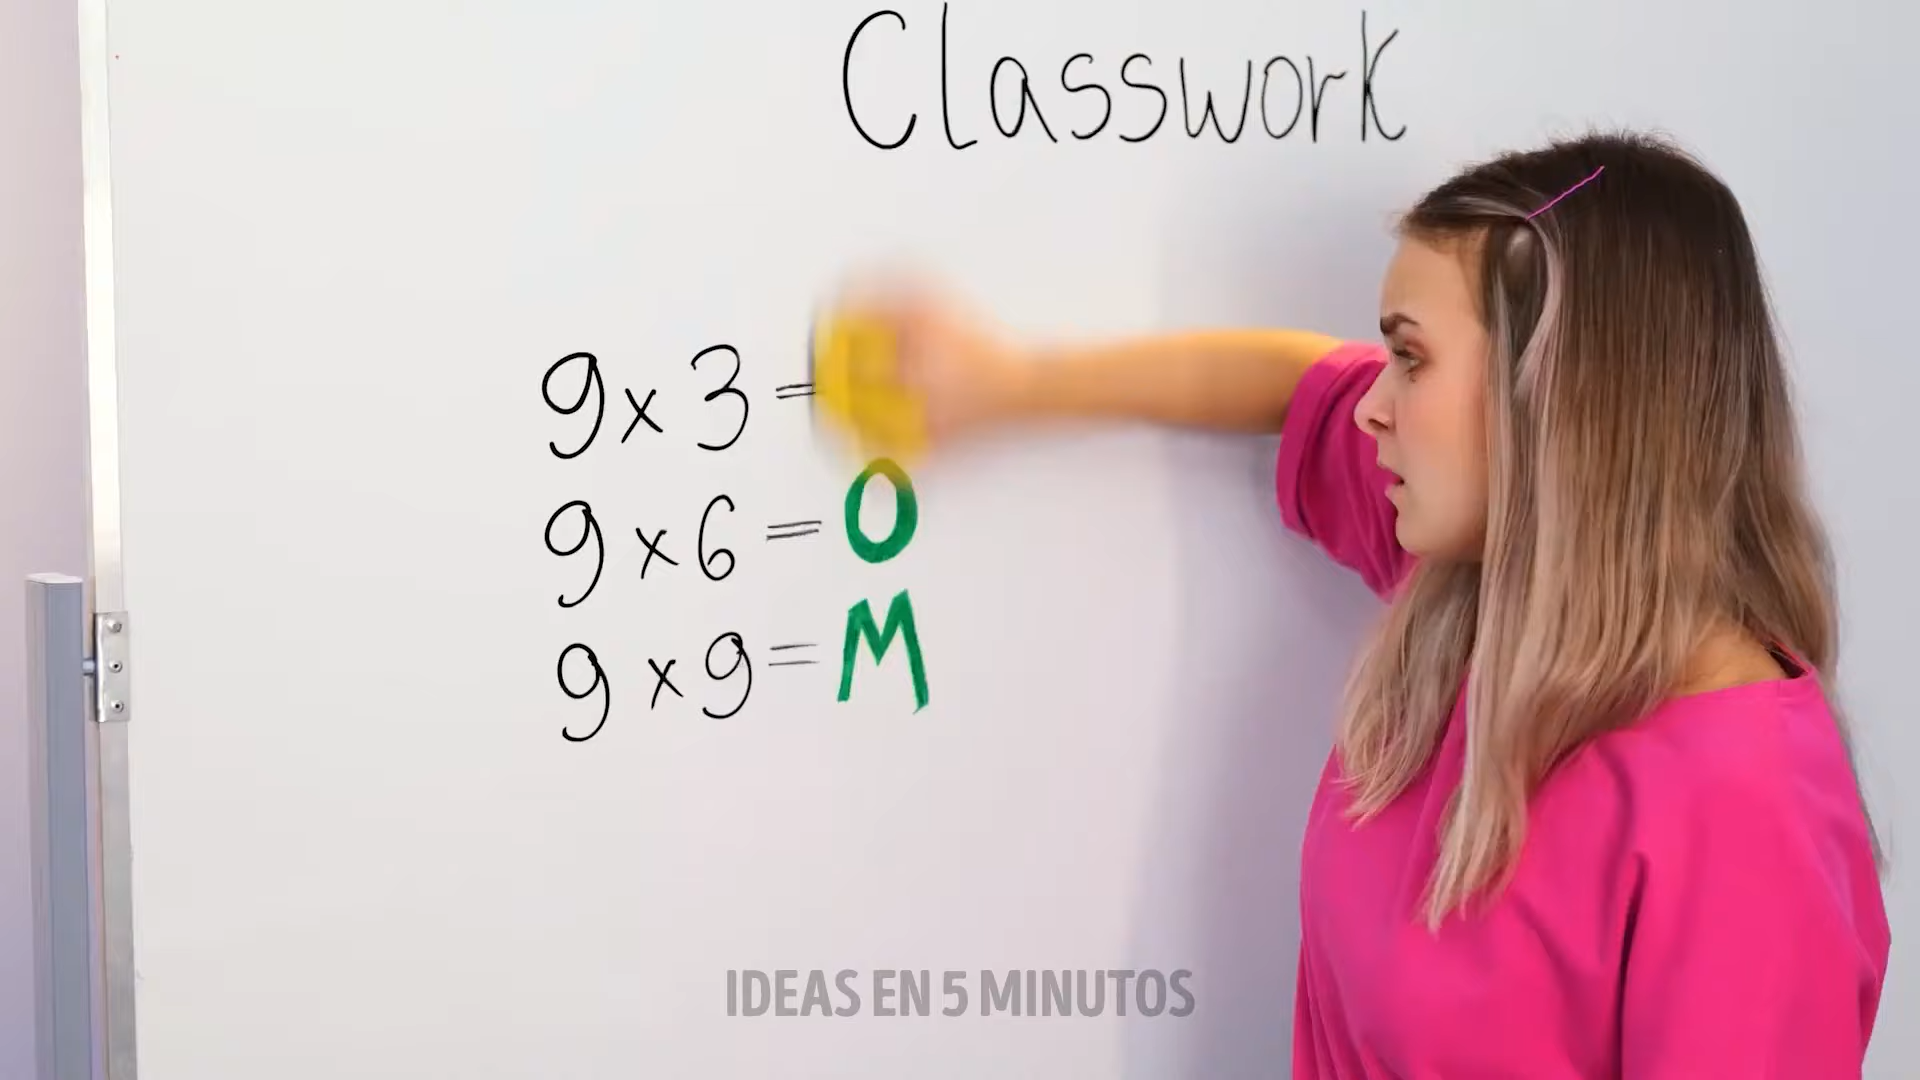 Classwork
9 x 3 =
9 x 6 = O
9 x 9 = M
IDEAS EN 5 MINUTOS